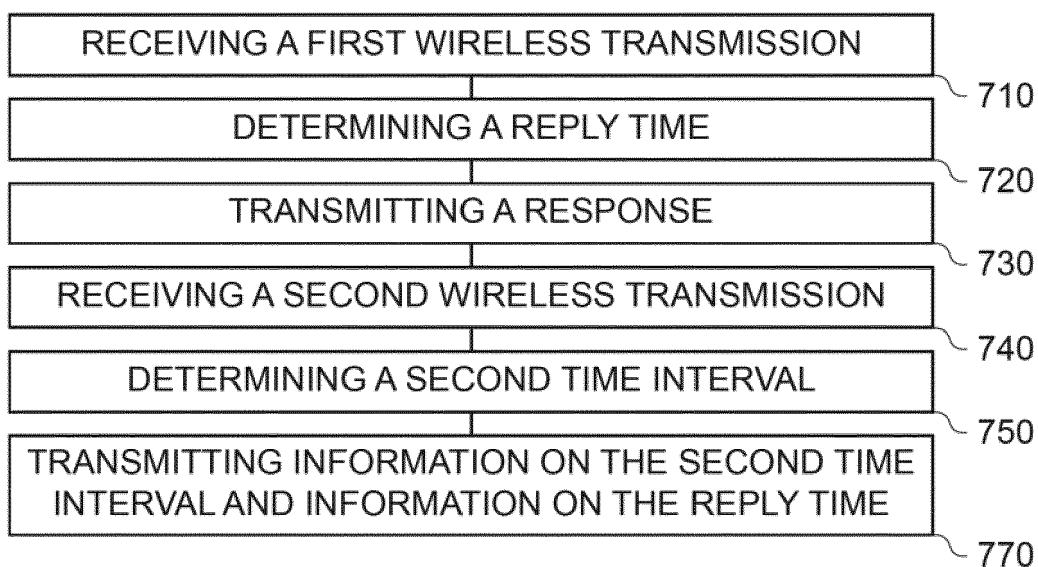 RECEIVING A FIRST WIRELESS TRANSMISSION
710
DETERMINING A REPLY TIME
720
TRANSMITTING A RESPONSE
730
RECEIVING A SECOND WIRELESS TRANSMISSION
740
DETERMINING A SECOND TIME INTERVAL
750
TRANSMITTING INFORMATION ON THE SECOND TIME
INTERVAL AND INFORMATION ON THE REPLY TIME
770